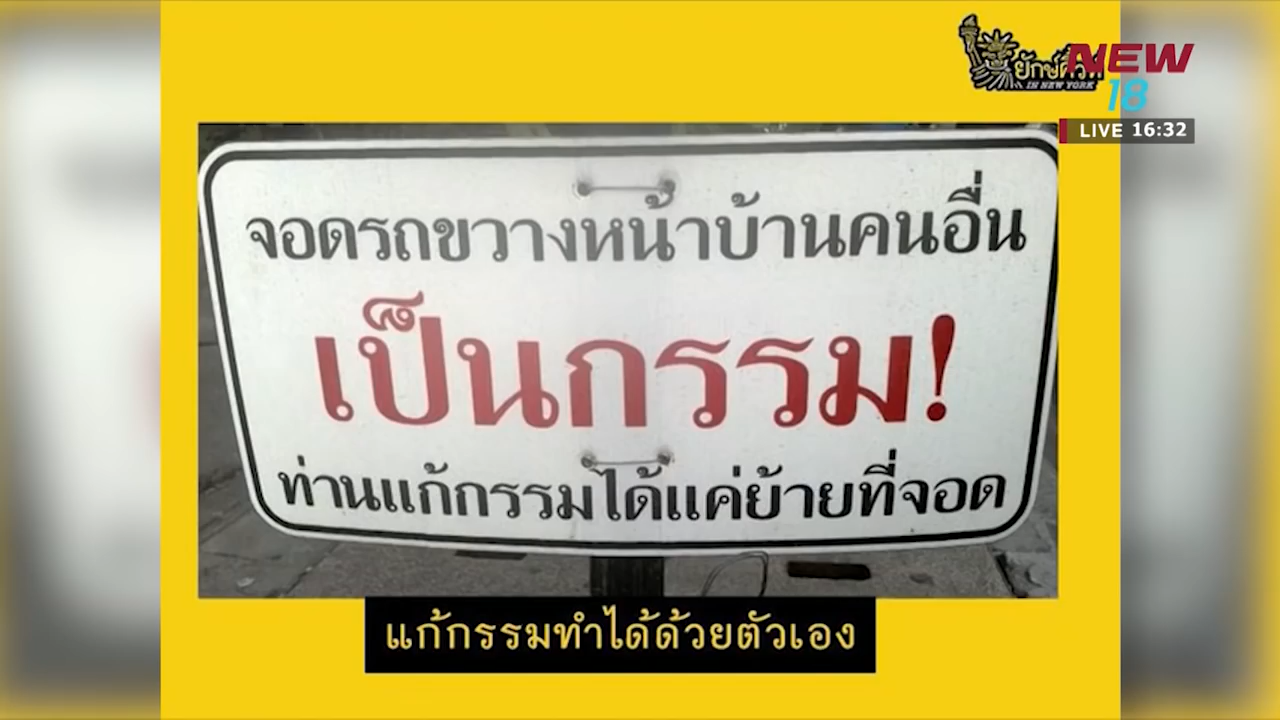 IN NEW YORK
NEW
18
LIVE 16:32
จอดรถขวางหน้าบ้านคนอื่น
เป็นกรรม!
ท่านแก้กรรมได้แค่ย้ายที่จอด
แก้กรรมทำได้ด้วยตัวเอง